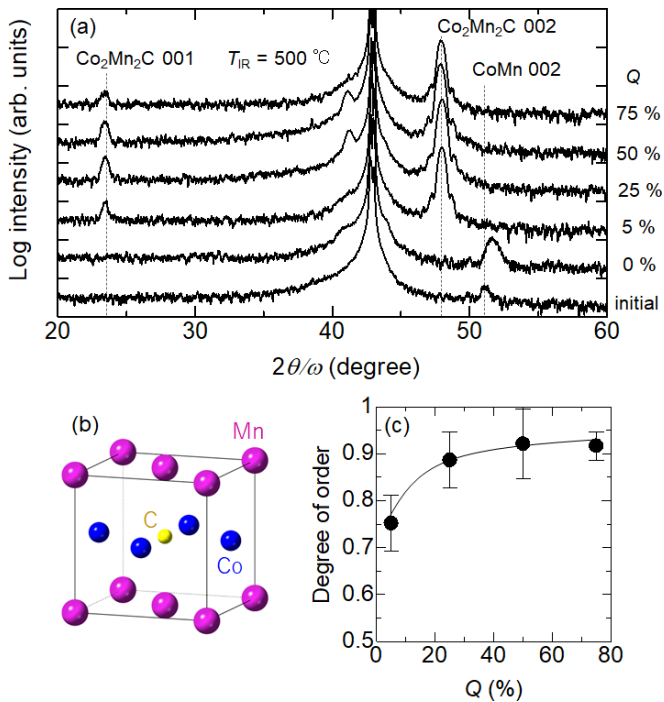 (a)
Co₂Mn₂C 001
T_IR = 500 ℃
Co₂Mn₂C 002
CoMn 002
Q
75 %
50 %
25 %
5 %
0 %
initial
Log intensity (arb. units)
20 30 40 50 60
2θ/ω (degree)
(b)
Mn
C
Co
(c)
1
0.9
0.8
0.7
0.6
0.5
Degree of order
0 20 40 60 80
Q (%)